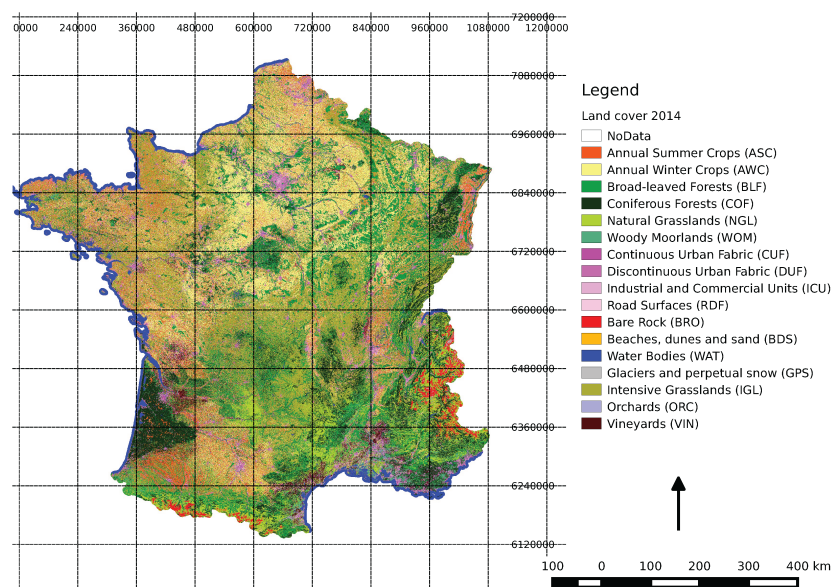 7200000
0000 240000 360000 480000 600000 720000 840000 960000 1080000 1200000
7080000
6960000
6840000
6720000
6600000
6480000
6360000
6240000
6120000
Legend
Land cover 2014
NoData
Annual Summer Crops (ASC)
Annual Winter Crops (AWC)
Broad-leaved Forests (BLF)
Coniferous Forests (COF)
Natural Grasslands (NGL)
Woody Moorlands (WOM)
Continuous Urban Fabric (CUF)
Discontinuous Urban Fabric (DUF)
Industrial and Commercial Units (ICU)
Road Surfaces (RDF)
Bare Rock (BRO)
Beaches, dunes and sand (BDS)
Water Bodies (WAT)
Glaciers and perpetual snow (GPS)
Intensive Grasslands (IGL)
Orchards (ORC)
Vineyards (VIN)
100 0 100 200 300 400 km